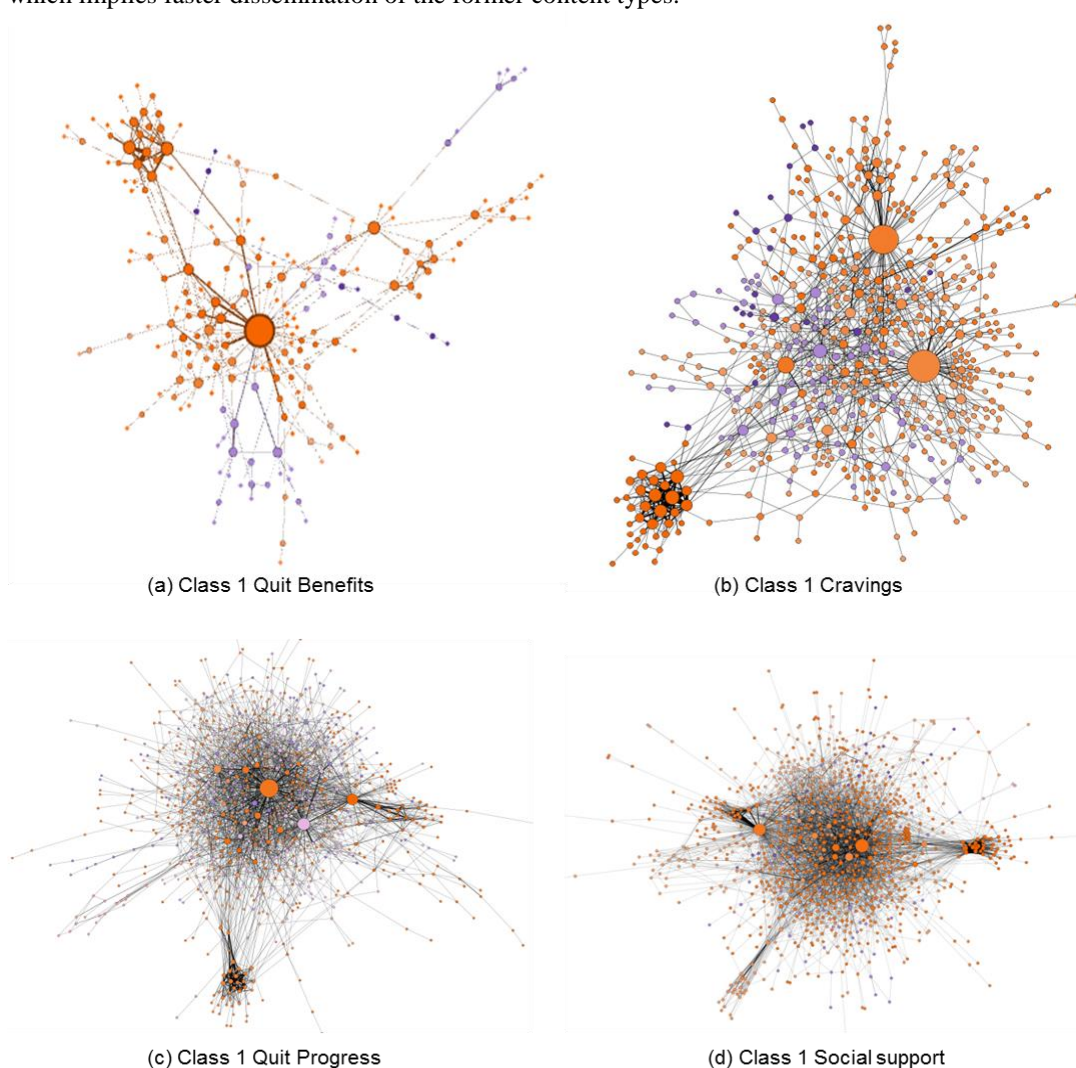 which implies faster dissemination of the former content types.
(a) Class 1 Quit Benefits
(b) Class 1 Cravings
(c) Class 1 Quit Progress
(d) Class 1 Social support